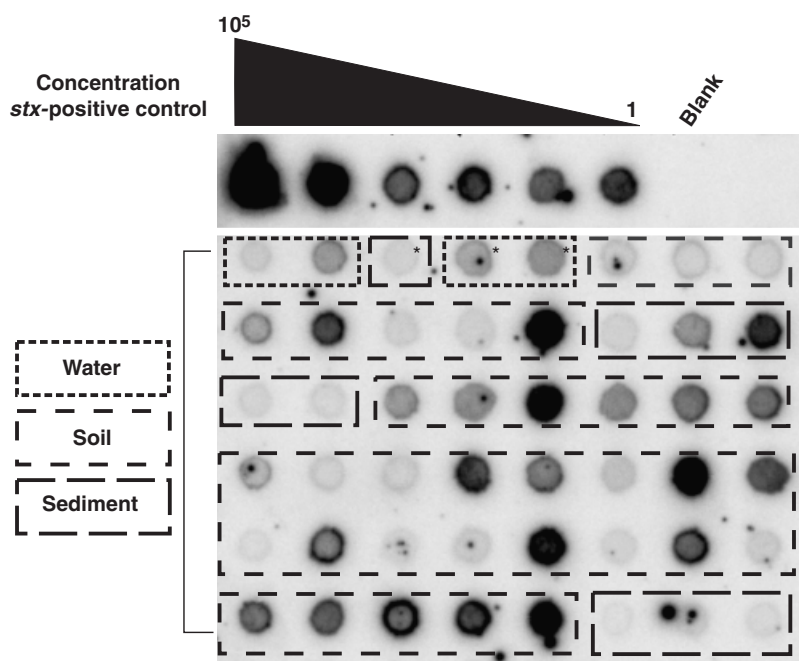 10⁵
Concentration
stx-positive control
1
Blank
*
*
*
Water
Soil
Sediment